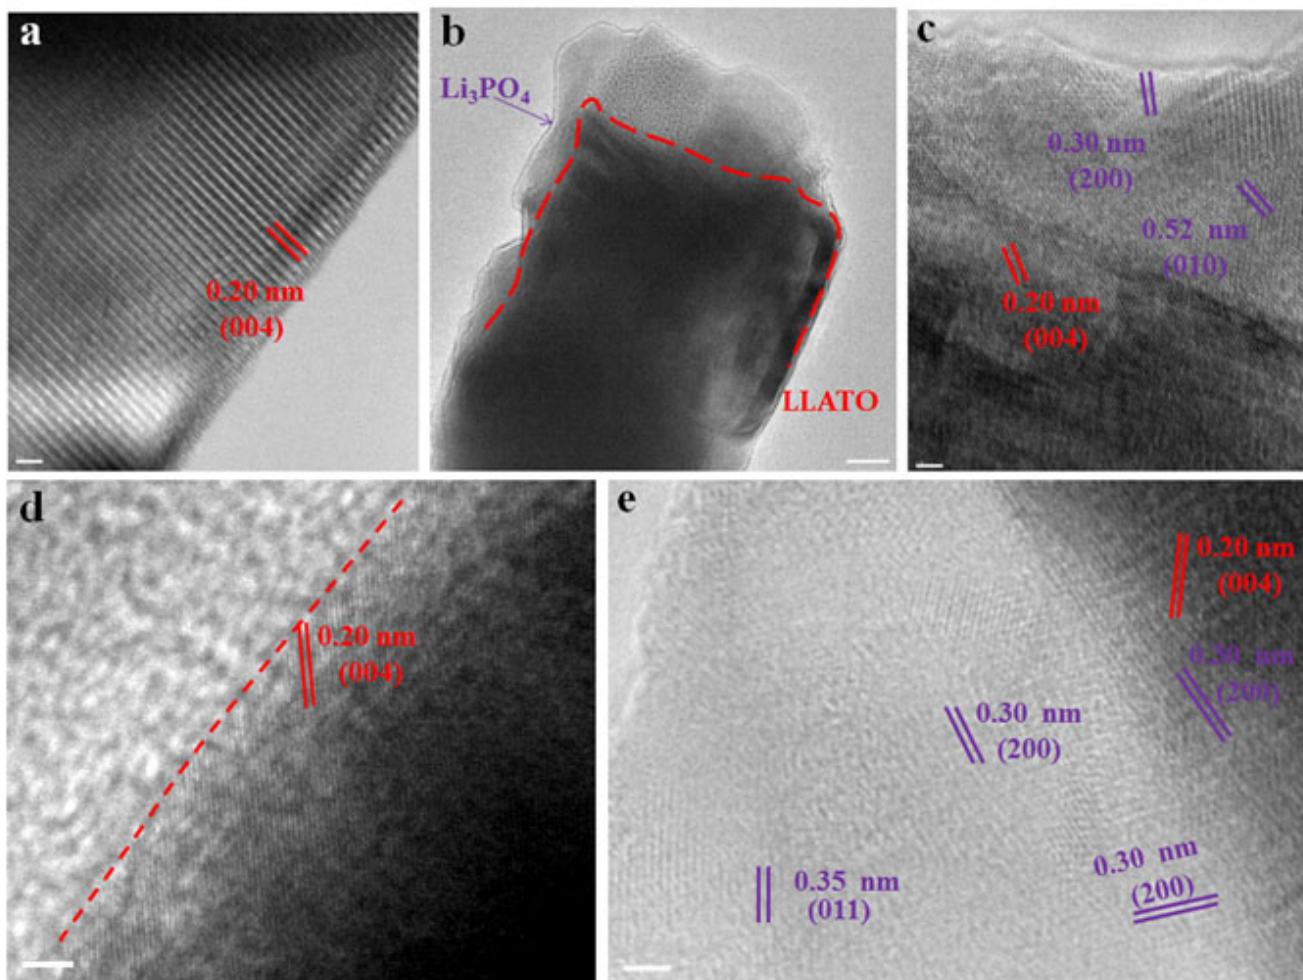 a
0.20 nm
(004)
b
Li₃PO₄
LLATO
c
0.30 nm
(200)
0.52 nm
(010)
0.20 nm
(004)
d
0.20 nm
(004)
e
0.20 nm
(004)
0.30 nm
(200)
0.30 nm
(200)
0.30 nm
(200)
0.35 nm
(011)